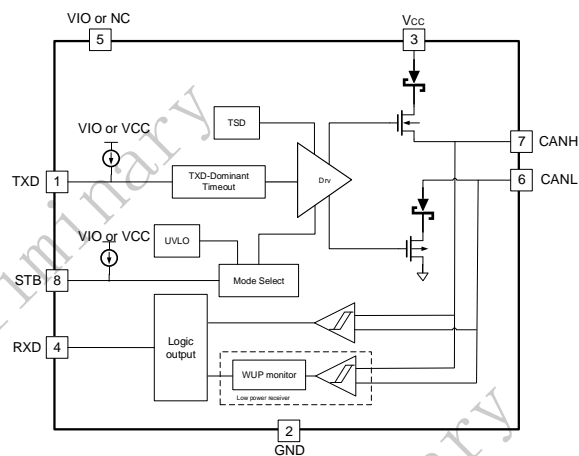 VIO or NC
VCC
5
3
TSD
VIO or VCC
7
CANH
TXD
1
TXD-Dominant
Timeout
Drv
6
CANL
VIO or VCC
UVLO
STB
8
Mode Select
RXD
4
Logic
output
WUP monitor
Low power receiver
2
GND
iminary
iminary